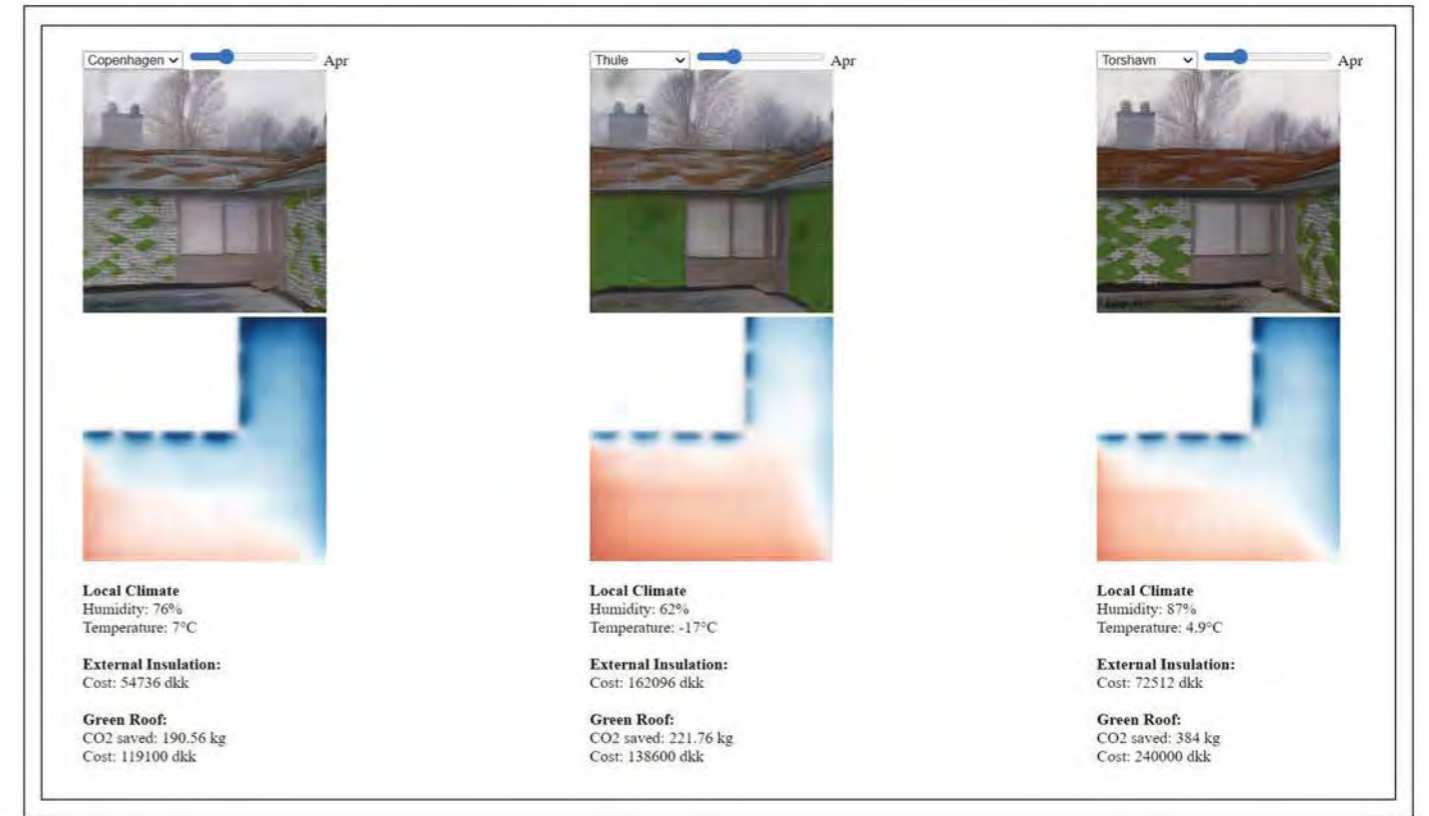 Copenhagen Apr
Local Climate
Humidity: 76%
Temperature: 7°C
External Insulation:
Cost: 54736 dkk
Green Roof:
CO2 saved: 190.56 kg
Cost: 119100 dkk
Thule Apr
Local Climate
Humidity: 62%
Temperature: -17°C
External Insulation:
Cost: 162096 dkk
Green Roof:
CO2 saved: 221.76 kg
Cost: 138600 dkk
Torshavn Apr
Local Climate
Humidity: 87%
Temperature: 4.9°C
External Insulation:
Cost: 72512 dkk
Green Roof:
CO2 saved: 384 kg
Cost: 240000 dkk